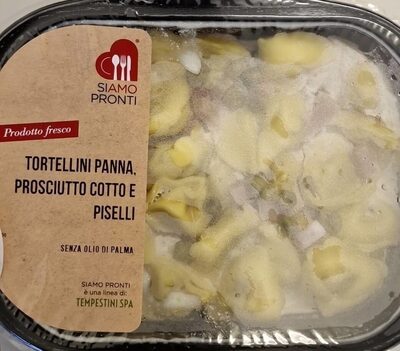 SIAMO
PRONTI
Prodotto fresco
TORTELLINI PANNA,
PROSCIUTTO COTTO E
PISELLI
SENZA OLIO DI PALMA
SIAMO PRONTI
è una linea di:
TEMPESTINI SPA